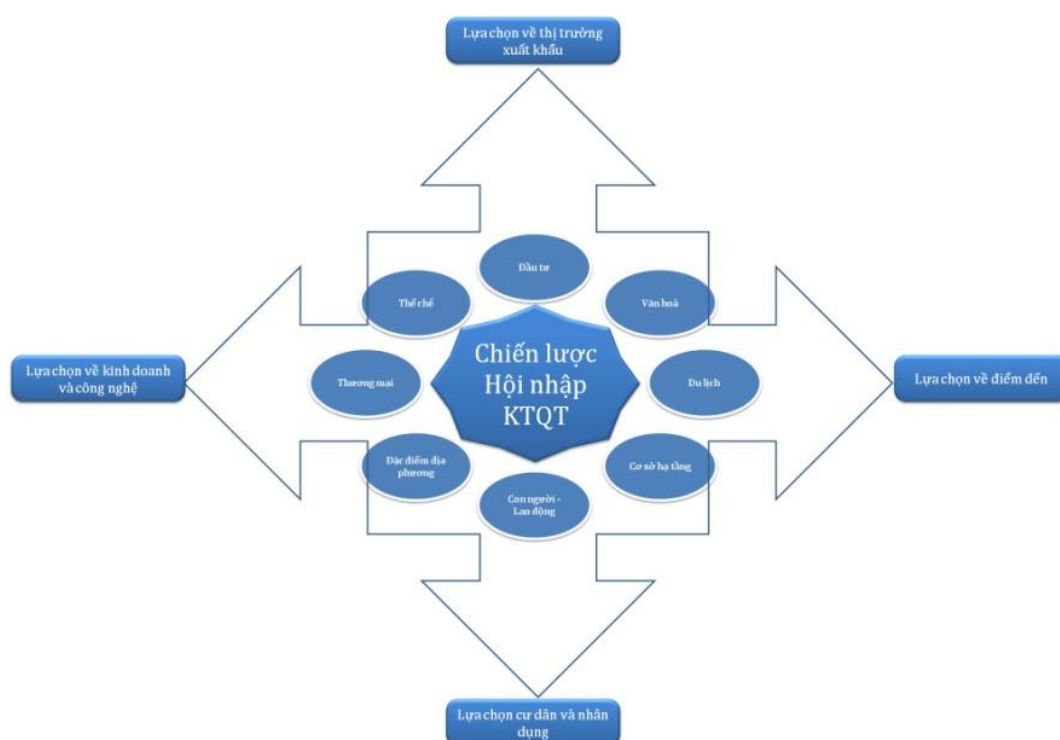 Lựa chọn về thị trường
xuất khẩu
Đầu tư
Thể chế
Văn hoá
Chiến lược
Hội nhập
KTQT
Lựa chọn về kinh doanh
và công nghệ
Thương mại
Du lịch
Lựa chọn về điểm đến
Đặc điểm địa
phương
Cơ sở hạ tầng
Con người -
Lao động
Lựa chọn cư dân và nhân
dụng